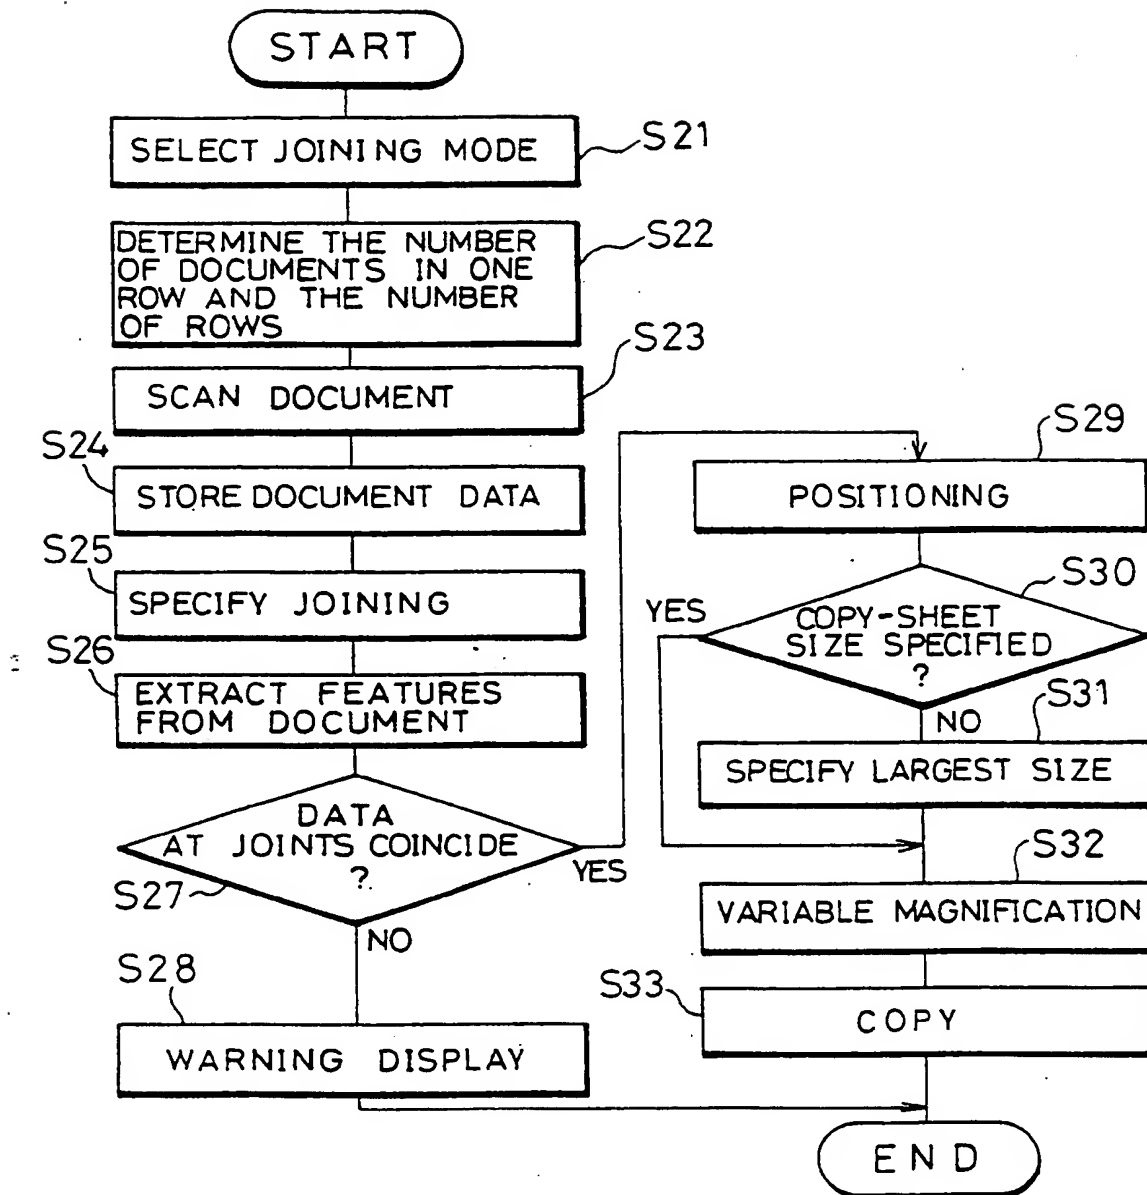 START
SELECT JOINING MODE
S21
DETERMINE THE NUMBER
OF DOCUMENTS IN ONE
ROW AND THE NUMBER
OF ROWS
S22
SCAN DOCUMENT
S23
S24
STORE DOCUMENT DATA
S25
SPECIFY JOINING
S26
EXTRACT FEATURES
FROM DOCUMENT
DATA
AT JOINTS COINCIDE
?
S27
YES
NO
S28
WARNING DISPLAY
S29
POSITIONING
S30
YES
COPY-SHEET
SIZE SPECIFIED
?
NO
S31
SPECIFY LARGEST SIZE
S32
VARIABLE MAGNIFICATION
S33
COPY
END